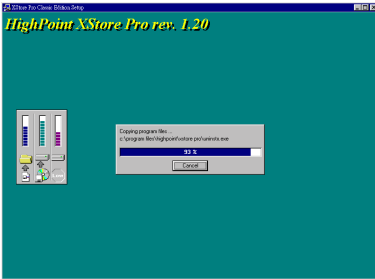 XStore Pro Classic Edition Setup
HighPoint XStore Pro rev. 1.20
Copying program files ...
c:\program files\highpoint\xstore pro\uninstx.exe
93 %
Cancel